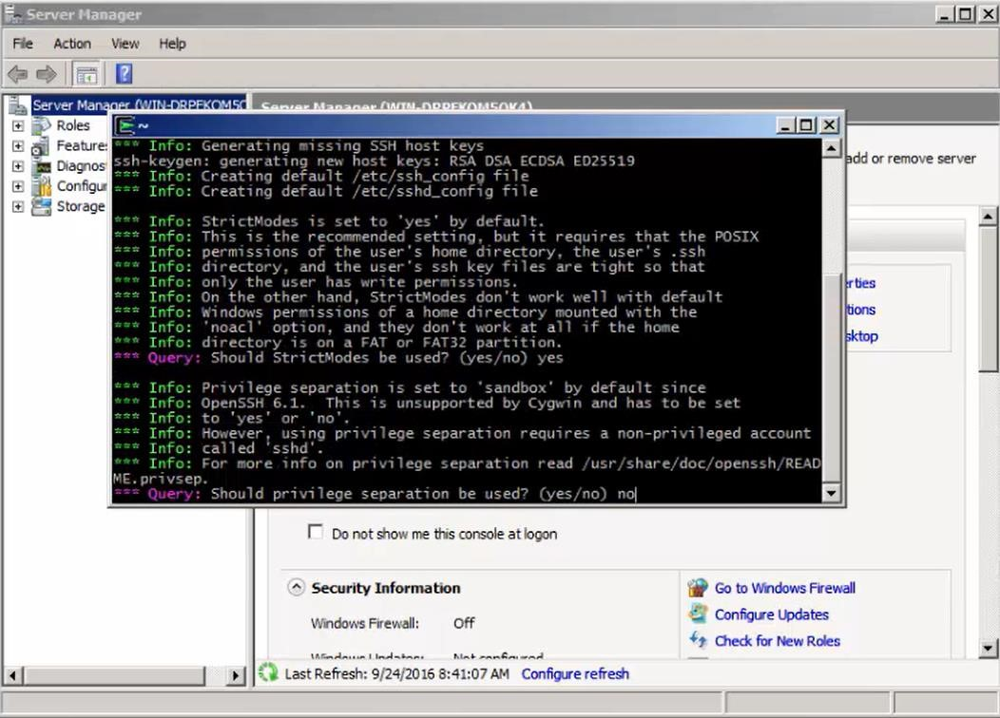 Server Manager
File Action View Help
Server Manager (WIN-DRPEKOM5O
Server Manager (WIN-DRPEKOM5OK4)
Roles
Features
Diagnos
Configur
Storage
~
*** Info: Generating missing SSH host keys
ssh-keygen: generating new host keys: RSA DSA ECDSA ED25519
*** Info: Creating default /etc/ssh_config file
*** Info: Creating default /etc/sshd_config file
*** Info: StrictModes is set to 'yes' by default.
*** Info: This is the recommended setting, but it requires that the POSIX
*** Info: permissions of the user's home directory, the user's .ssh
*** Info: directory, and the user's ssh key files are tight so that
*** Info: only the user has write permissions.
*** Info: On the other hand, StrictModes don't work well with default
*** Info: Windows permissions of a home directory mounted with the
*** Info: 'noacl' option, and they don't work at all if the home
*** Info: directory is on a FAT or FAT32 partition.
*** Query: Should StrictModes be used? (yes/no) yes
*** Info: Privilege separation is set to 'sandbox' by default since
*** Info: OpenSSH 6.1.  This is unsupported by Cygwin and has to be set
*** Info: to 'yes' or 'no'.
*** Info: However, using privilege separation requires a non-privileged account
*** Info: called 'sshd'.
*** Info: For more info on privilege separation read /usr/share/doc/openssh/READ
ME.privsep.
*** Query: Should privilege separation be used? (yes/no) no
add or remove server
erties
tions
sktop
Do not show me this console at logon
Security Information
Go to Windows Firewall
Windows Firewall: Off
Configure Updates
Check for New Roles
Windows Updates: Not configured
Last Refresh: 9/24/2016 8:41:07 AM Configure refresh